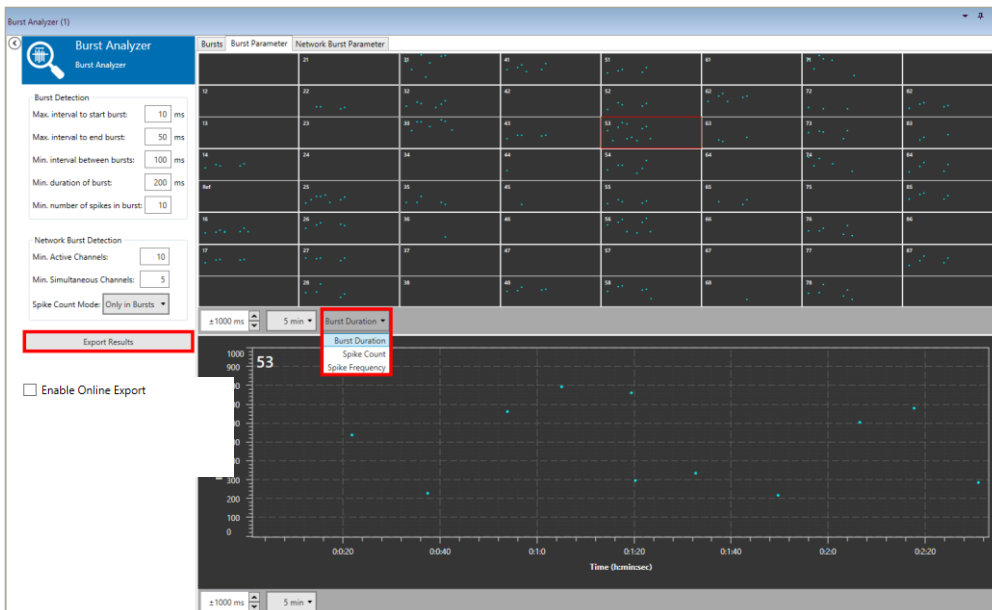 Burst Analyzer (1)
Burst Analyzer
Burst Analyzer
Burst Detection
Max. interval to start burst: 10 ms
Max. interval to end burst: 50 ms
Min. interval between bursts: 100 ms
Min. duration of burst: 200 ms
Min. number of spikes in burst: 10
Network Burst Detection
Min. Active Channels: 10
Min. Simultaneous Channels: 5
Spike Count Mode: Only in Bursts
Export Results
Enable Online Export
Bursts Burst Parameter Network Burst Parameter
21 31 41 51 61 71
12 22 32 42 52 62 72 82
13 23 33 43 53 63 73 83
14 24 34 44 54 64 74 84
Ref 25 35 45 55 65 75 85
16 26 36 46 56 66 76 86
17 27 37 47 57 67 77 87
28 38 48 58 68 78
±1000 ms 5 min Burst Duration
Burst Duration
Spike Count
Spike Frequency
53
1000
900
300
200
100
0
0:0:20 0:0:40 0:1:0 0:1:20 0:1:40 0:2:0 0:2:20
Time (h:min:sec)
±1000 ms 5 min